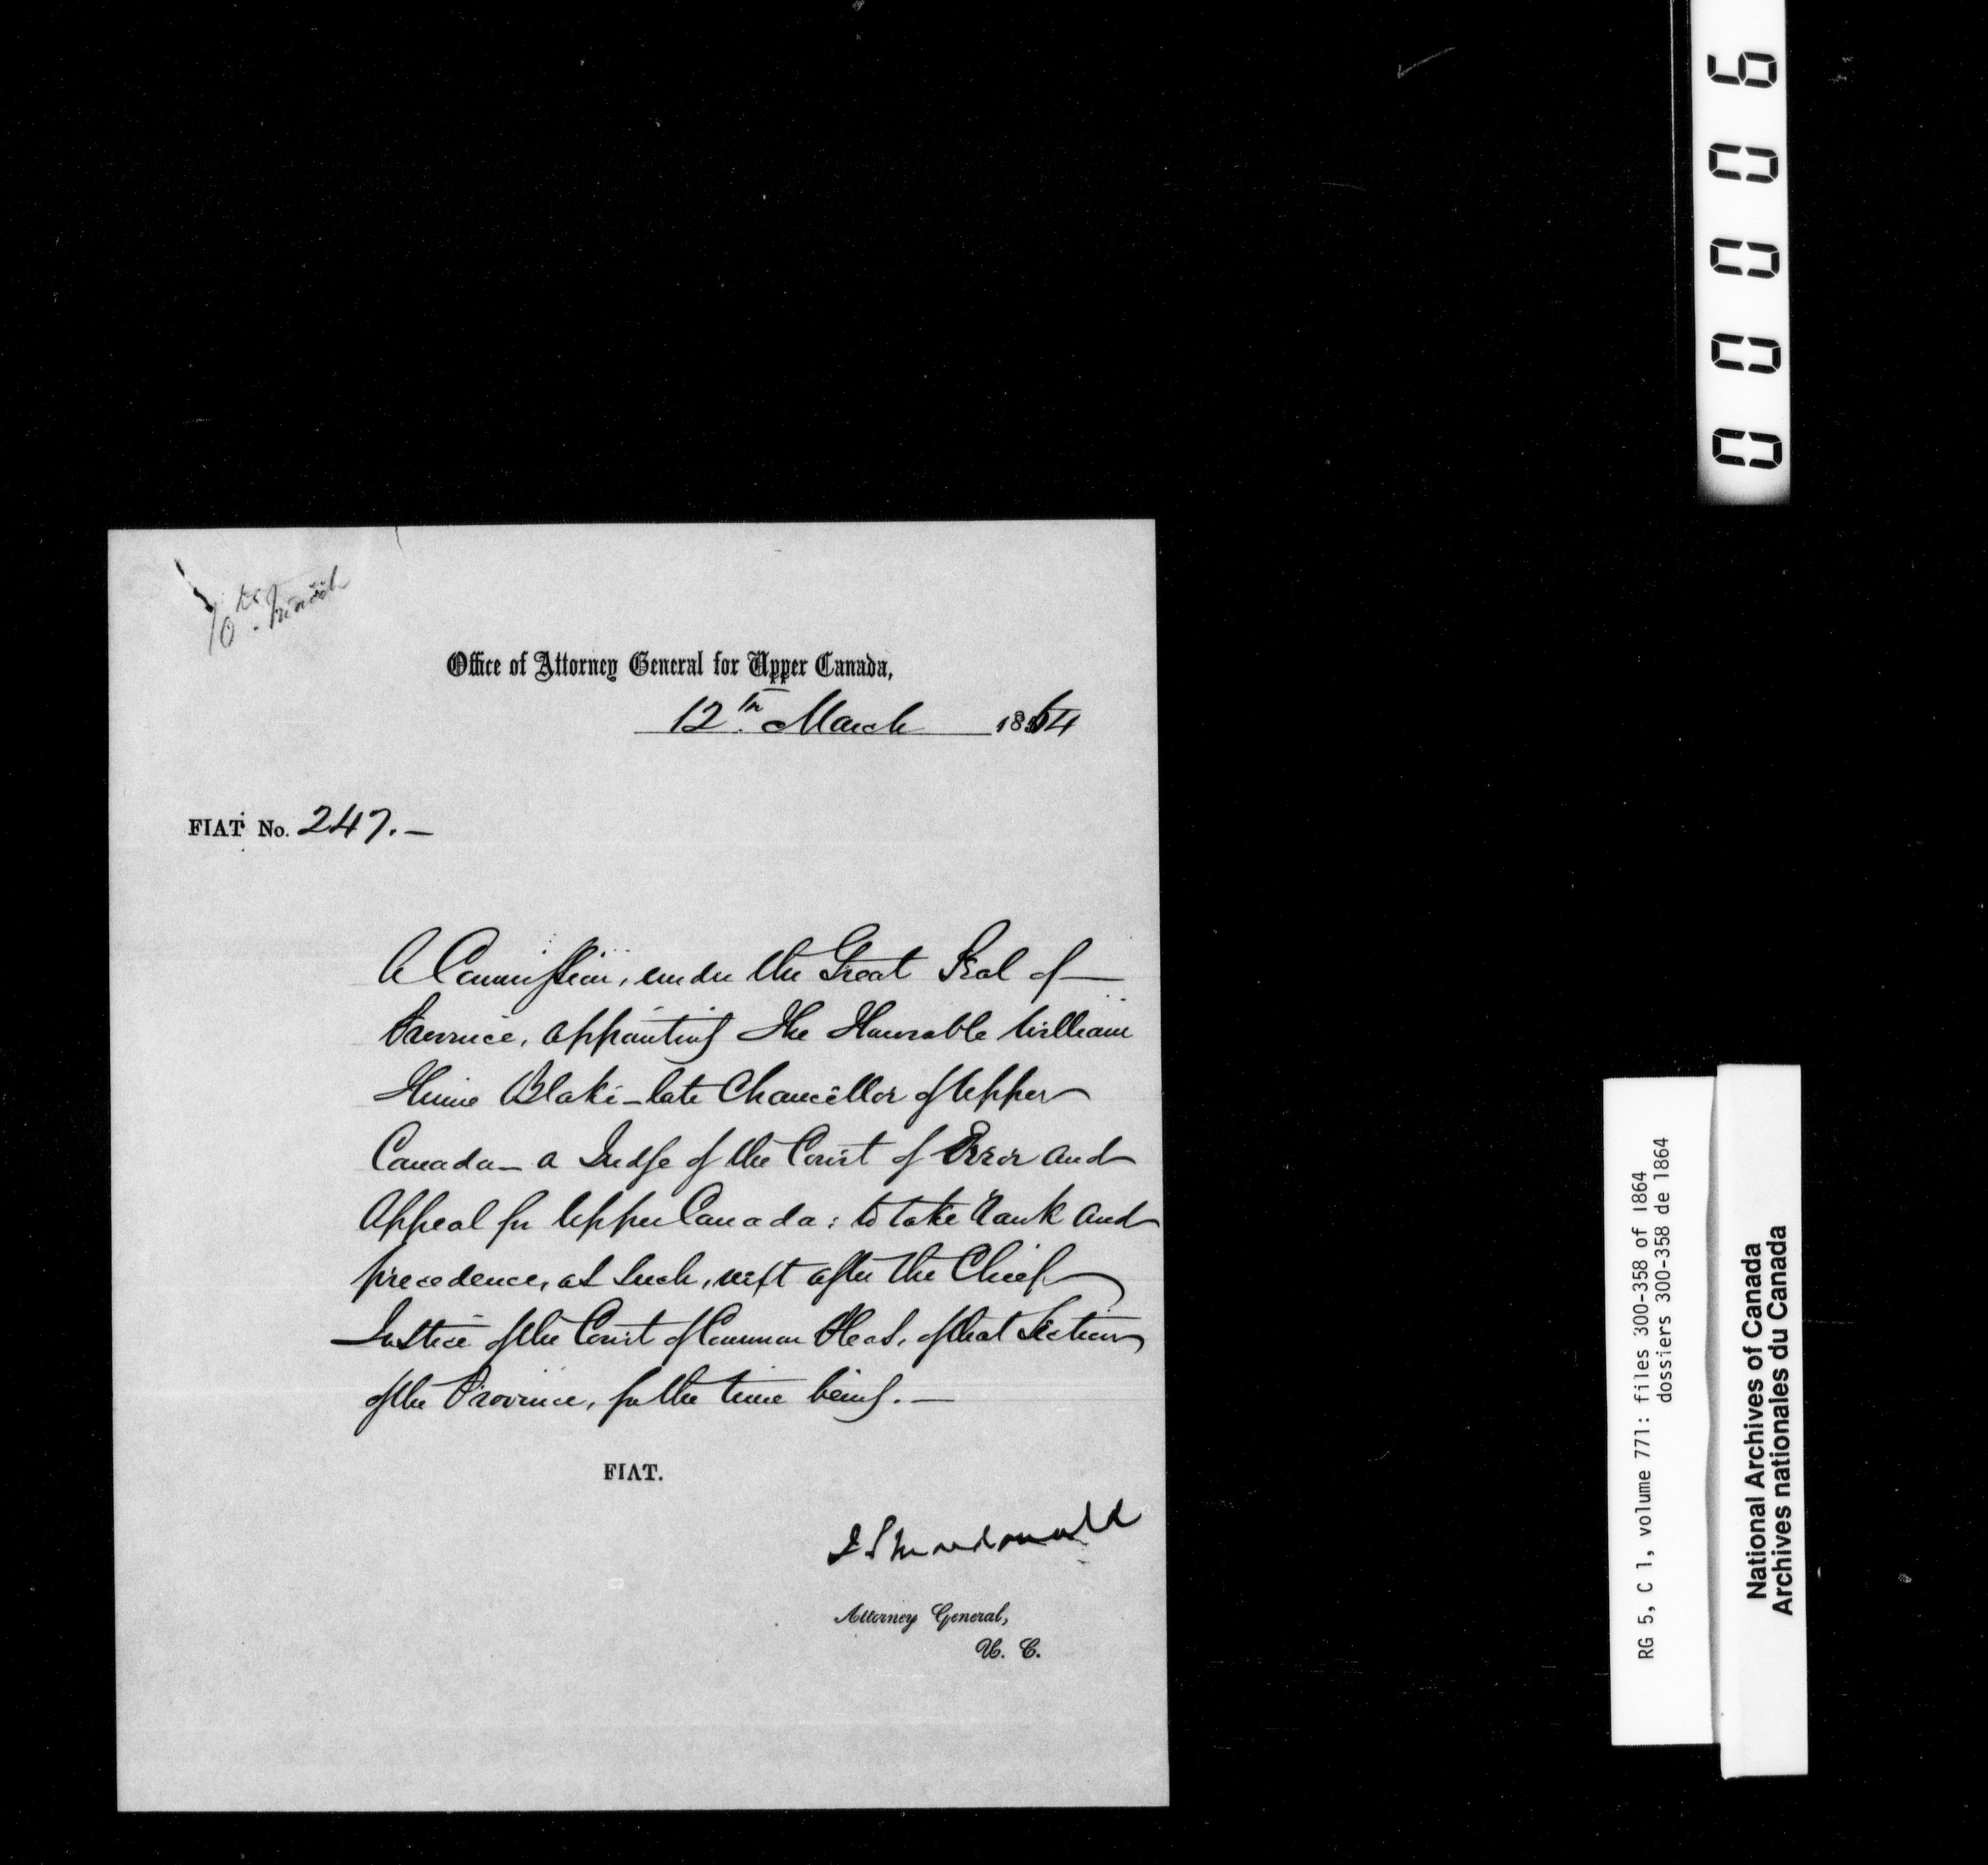 10th March
Office of Attorney General for Upper Canada,
12th March 1864
FIAT No. 247.—
A Commission, under the Great Seal of—
Province, appointing The Honorable William
Hume Blake—late Chancellor of Upper
Canada—a Judge of the Court of Error and
Appeal for Upper Canada: to take rank and
precedence, as such, next after the Chief
Justice of the Court of Common Pleas, of that Section
of the Province, for the time being.—
FIAT.
J S Macdonald
Attorney General,
U. C.
00006
RG 5, C 1, volume 771: files 300-358 of 1864
dossiers 300-358 de 1864
National Archives of Canada
Archives nationales du Canada